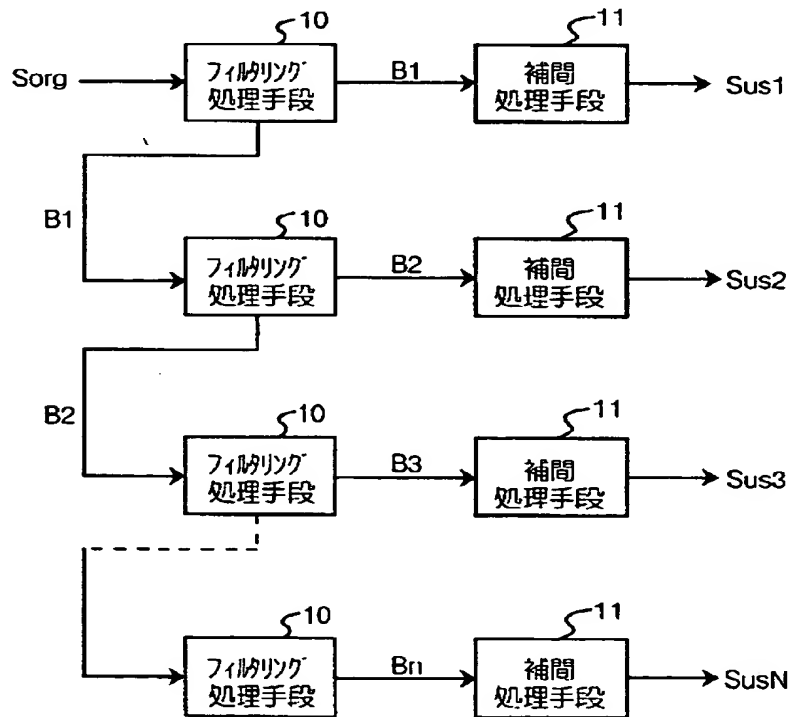 10
11
Sorg
フィルタリング
処理手段
B1
補間
処理手段
Sus1
B1
10
11
フィルタリング
処理手段
B2
補間
処理手段
Sus2
B2
10
11
フィルタリング
処理手段
B3
補間
処理手段
Sus3
10
11
フィルタリング
処理手段
Bn
補間
処理手段
SusN